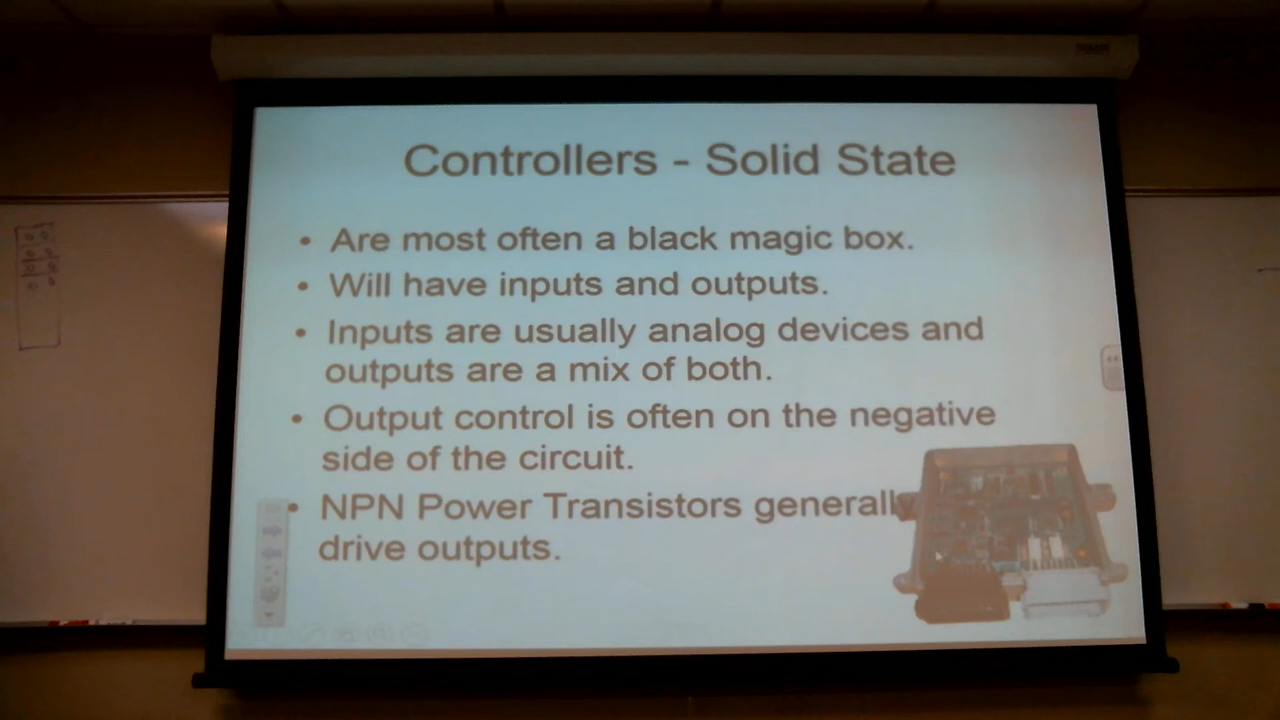 Controllers - Solid State
• Are most often a black magic box.
• Will have inputs and outputs.
• Inputs are usually analog devices and
outputs are a mix of both.
• Output control is often on the negative
side of the circuit.
• NPN Power Transistors generally
drive outputs.